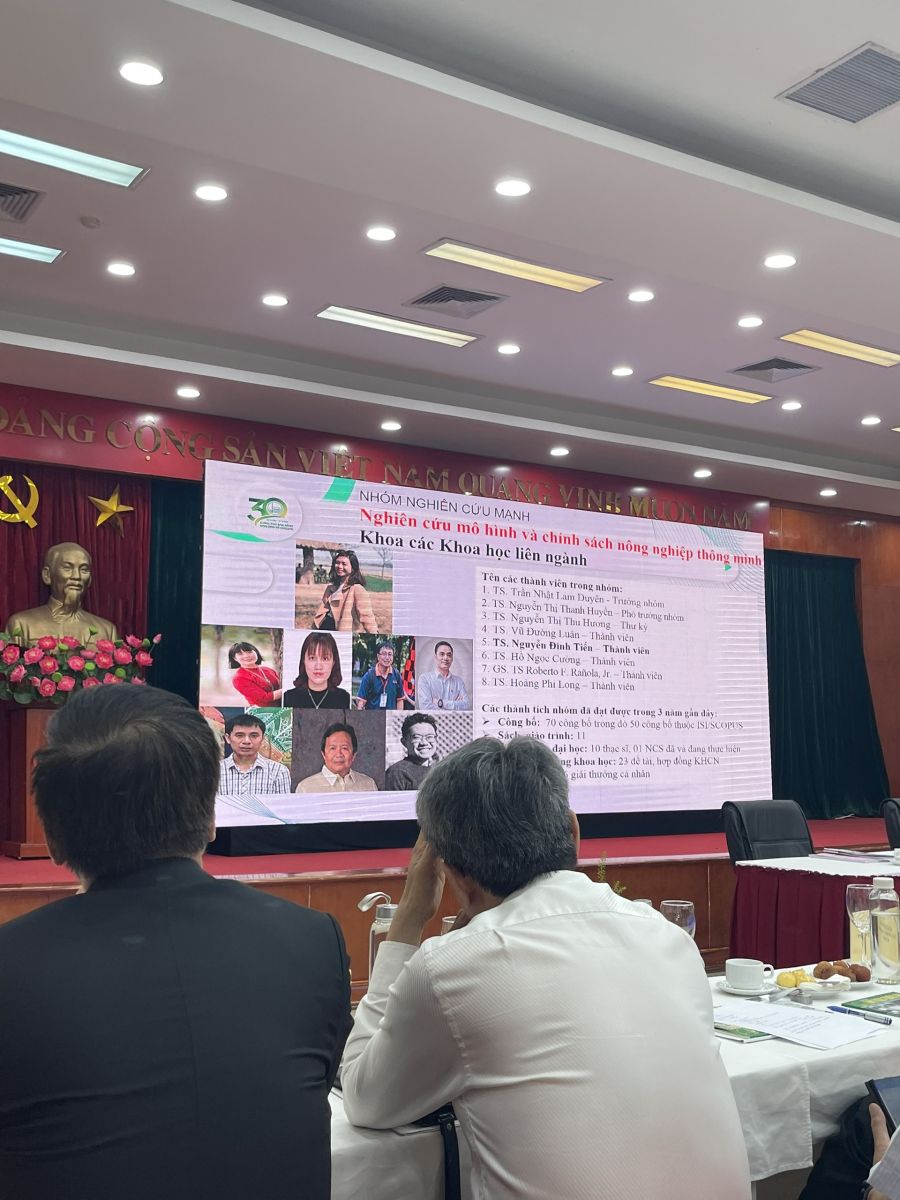 ĐẢNG CỘNG SẢN VIỆT NAM QUANG VINH MUÔN NĂM
30
NHÓM NGHIÊN CỨU MẠNH
Nghiên cứu mô hình và chính sách nông nghiệp thông minh
Khoa các Khoa học liên ngành
Tên các thành viên trong nhóm:
1. TS. Trần Nhật Lam Duyên - Trưởng nhóm
2. TS. Nguyễn Thị Thanh Huyền – Phó trưởng nhóm
3. TS. Nguyễn Thị Thu Hương – Thư ký
4. TS. Vũ Đường Luân – Thành viên
5. TS. Nguyễn Đình Tiến – Thành viên
6. TS. Hồ Ngọc Cường – Thành viên
7. GS. TS Roberto F. Rañola, Jr. – Thành viên
8. TS. Hoàng Phi Long – Thành viên
Các thành tích nhóm đã đạt được trong 3 năm gần đây:
➢ Công bố: 70 công bố trong đó 50 công bố thuộc ISI/SCOPUS
➢ Sách, giáo trình: 11
đại học: 10 thạc sĩ, 01 NCS đã và đang thực hiện
khoa học: 23 đề tài, hợp đồng KHCN
giải thưởng cá nhân